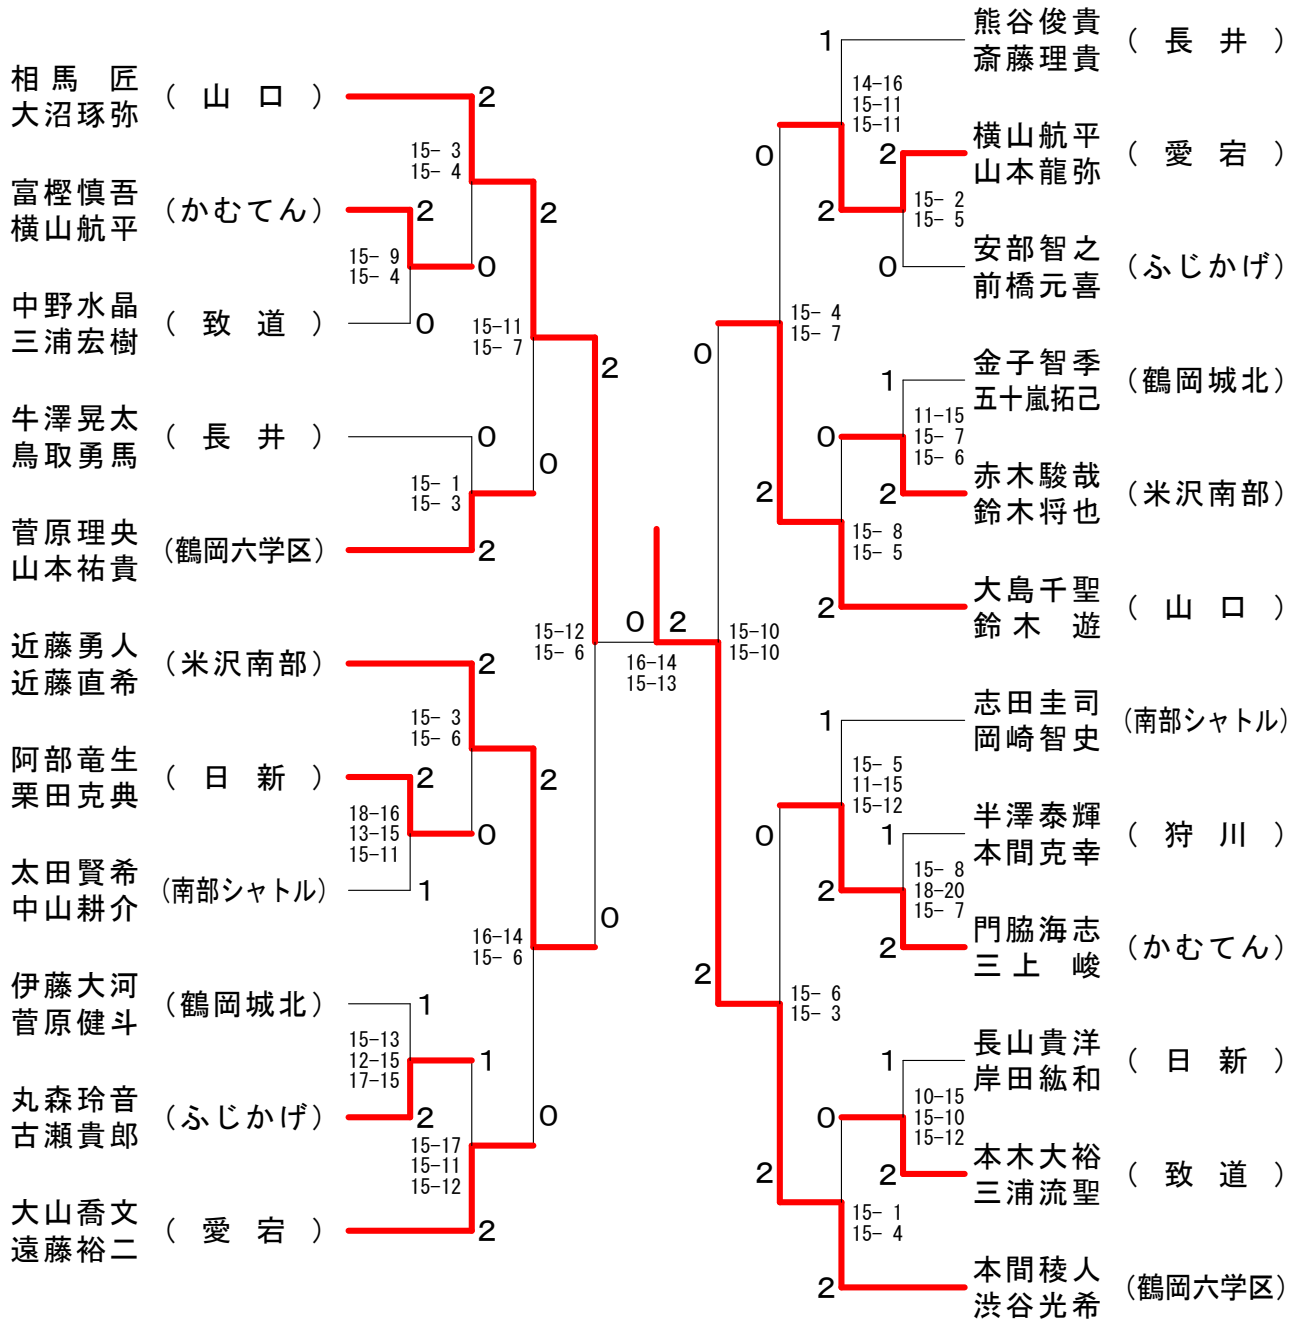 相馬 匠
大沼琢弥
（ 山 口 ）
2
15- 3
15- 4
富樫慎吾
横山航平
（かむてん）
2
2
15- 9
15- 4
0
中野水晶
三浦宏樹
（ 致 道 ）
0
15-11
15- 7
2
牛澤晃太
鳥取勇馬
（ 長 井 ）
0
0
15- 1
15- 3
菅原理央
山本祐貴
（鶴岡六学区）
2
15-12
15- 6
近藤勇人
近藤直希
（米沢南部）
2
15- 3
15- 6
阿部竜生
栗田克典
（ 日 新 ）
2
2
18-16
13-15
15-11
0
太田賢希
中山耕介
（南部シャトル）
1
16-14
15- 6
0
伊藤大河
菅原健斗
（鶴岡城北）
1
15-13
12-15
17-15
1
丸森玲音
古瀬貴郎
（ふじかげ）
2
0
15-17
15-11
15-12
大山喬文
遠藤裕二
（ 愛 宕 ）
2
0 2
16-14
15-13
1
熊谷俊貴
斎藤理貴
（ 長 井 ）
14-16
15-11
15-11
0
2
横山航平
山本龍弥
（ 愛 宕 ）
2
15- 2
15- 5
0
安部智之
前橋元喜
（ふじかげ）
15- 4
15- 7
0
1
金子智季
五十嵐拓己
（鶴岡城北）
0
11-15
15- 7
15- 6
2
2
赤木駿哉
鈴木将也
（米沢南部）
15- 8
15- 5
2
大島千聖
鈴木 遊
（ 山 口 ）
15-10
15-10
1
志田圭司
岡崎智史
（南部シャトル）
15- 5
11-15
15-12
0
1
半澤泰輝
本間克幸
（ 狩 川 ）
2
15- 8
18-20
15- 7
2
門脇海志
三上 峻
（かむてん）
2
15- 6
15- 3
1
長山貴洋
岸田紘和
（ 日 新 ）
0
10-15
15-10
15-12
2
2
本木大裕
三浦流聖
（ 致 道 ）
15- 1
15- 4
2
本間稜人
渋谷光希
（鶴岡六学区）